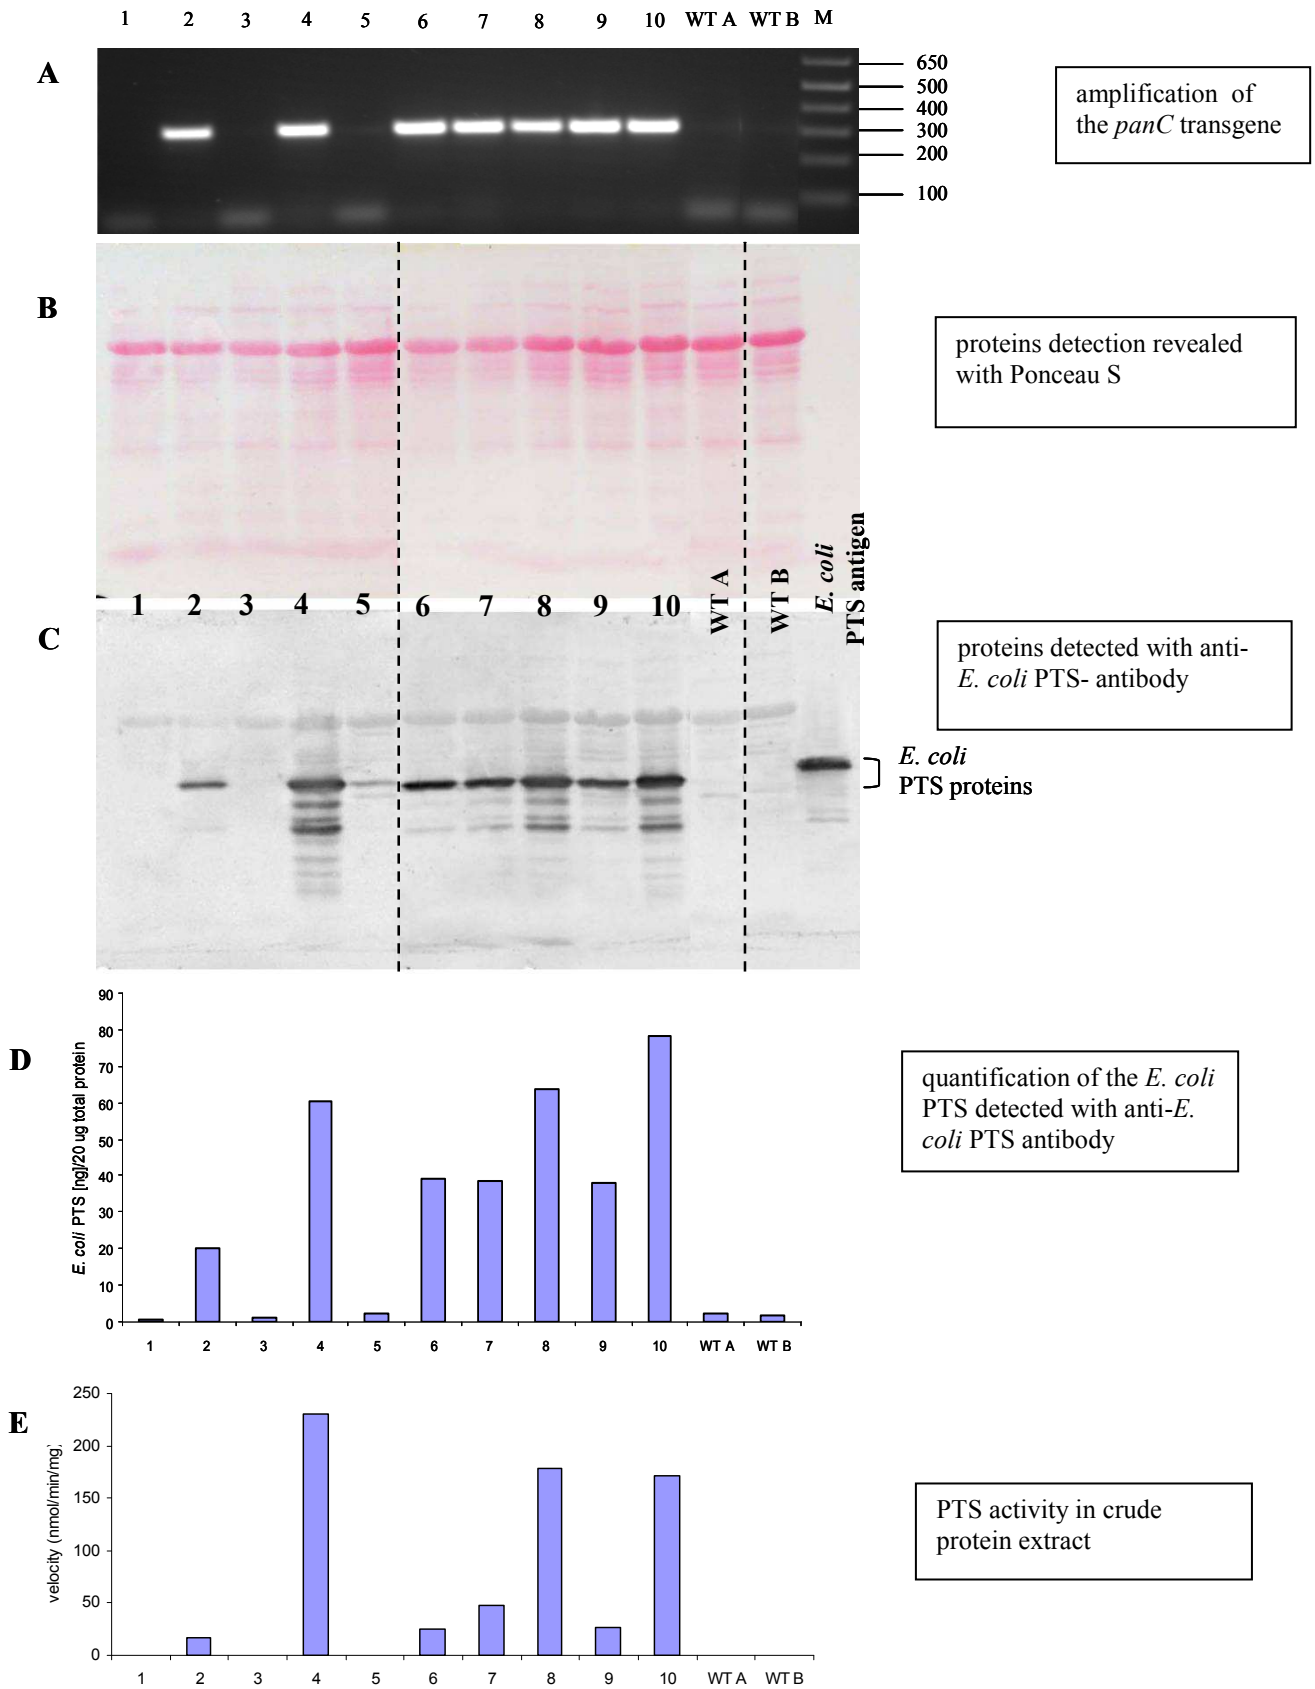 1 2 3 4 5 6 7 8 9 10 WT A WT B M
A
650
500
400
300
200
100
amplification of
the panC transgene
B
proteins detection revealed
with Ponceau S
1 2 3 4 5 6 7 8 9 10 WT A WT B E. coli
PTS antigen
C
proteins detected with anti-
E. coli PTS- antibody
E. coli
PTS proteins
D
E. coli PTS [ng]/20 ug total protein
90
80
70
60
50
40
30
20
10
0
1 2 3 4 5 6 7 8 9 10 WT A WT B
quantification of the E. coli
PTS detected with anti-E.
coli PTS antibody
E
velocity (nmol/min/mg)
250
200
150
100
50
0
1 2 3 4 5 6 7 8 9 10 WT A WT B
PTS activity in crude
protein extract